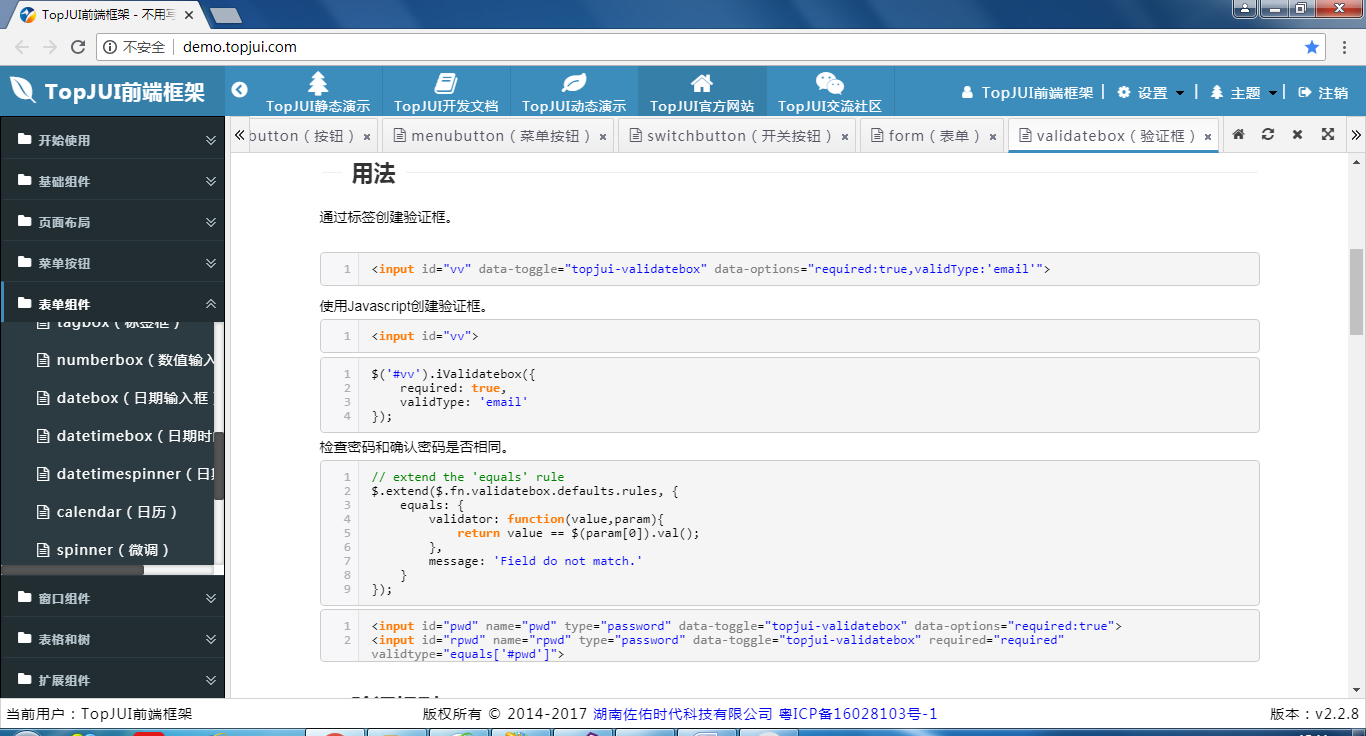 TopJUI前端框架 - 不用写
不安全 demo.topjui.com
TopJUI前端框架
TopJUI静态演示 TopJUI开发文档 TopJUI动态演示 TopJUI官方网站 TopJUI交流社区
TopJUI前端框架 | 设置 | 主题 | 注销
button（按钮） menubutton（菜单按钮） switchbutton（开关按钮） form（表单） validatebox（验证框）
开始使用
基础组件
页面布局
菜单按钮
表单组件
tagbox（标签框）
numberbox（数值输入
datebox（日期输入框
datetimebox（日期时
datetimespinner（日
calendar（日历）
spinner（微调）
窗口组件
表格和树
扩展组件
用法
通过标签创建验证框。
1 <input id="vv" data-toggle="topjui-validatebox" data-options="required:true,validType:'email'">
使用Javascript创建验证框。
1 <input id="vv">
1 $('#vv').iValidatebox({
2 required: true,
3 validType: 'email'
4 });
检查密码和确认密码是否相同。
1 // extend the 'equals' rule
2 $.extend($.fn.validatebox.defaults.rules, {
3 equals: {
4 validator: function(value,param){
5 return value == $(param[0]).val();
6 },
7 message: 'Field do not match.'
8 }
9 });
1 <input id="pwd" name="pwd" type="password" data-toggle="topjui-validatebox" data-options="required:true">
2 <input id="rpwd" name="rpwd" type="password" data-toggle="topjui-validatebox" required="required"
validtype="equals['#pwd']">
当前用户：TopJUI前端框架
版权所有 © 2014-2017 湖南佐佑时代科技有限公司 粤ICP备16028103号-1
版本：v2.2.8